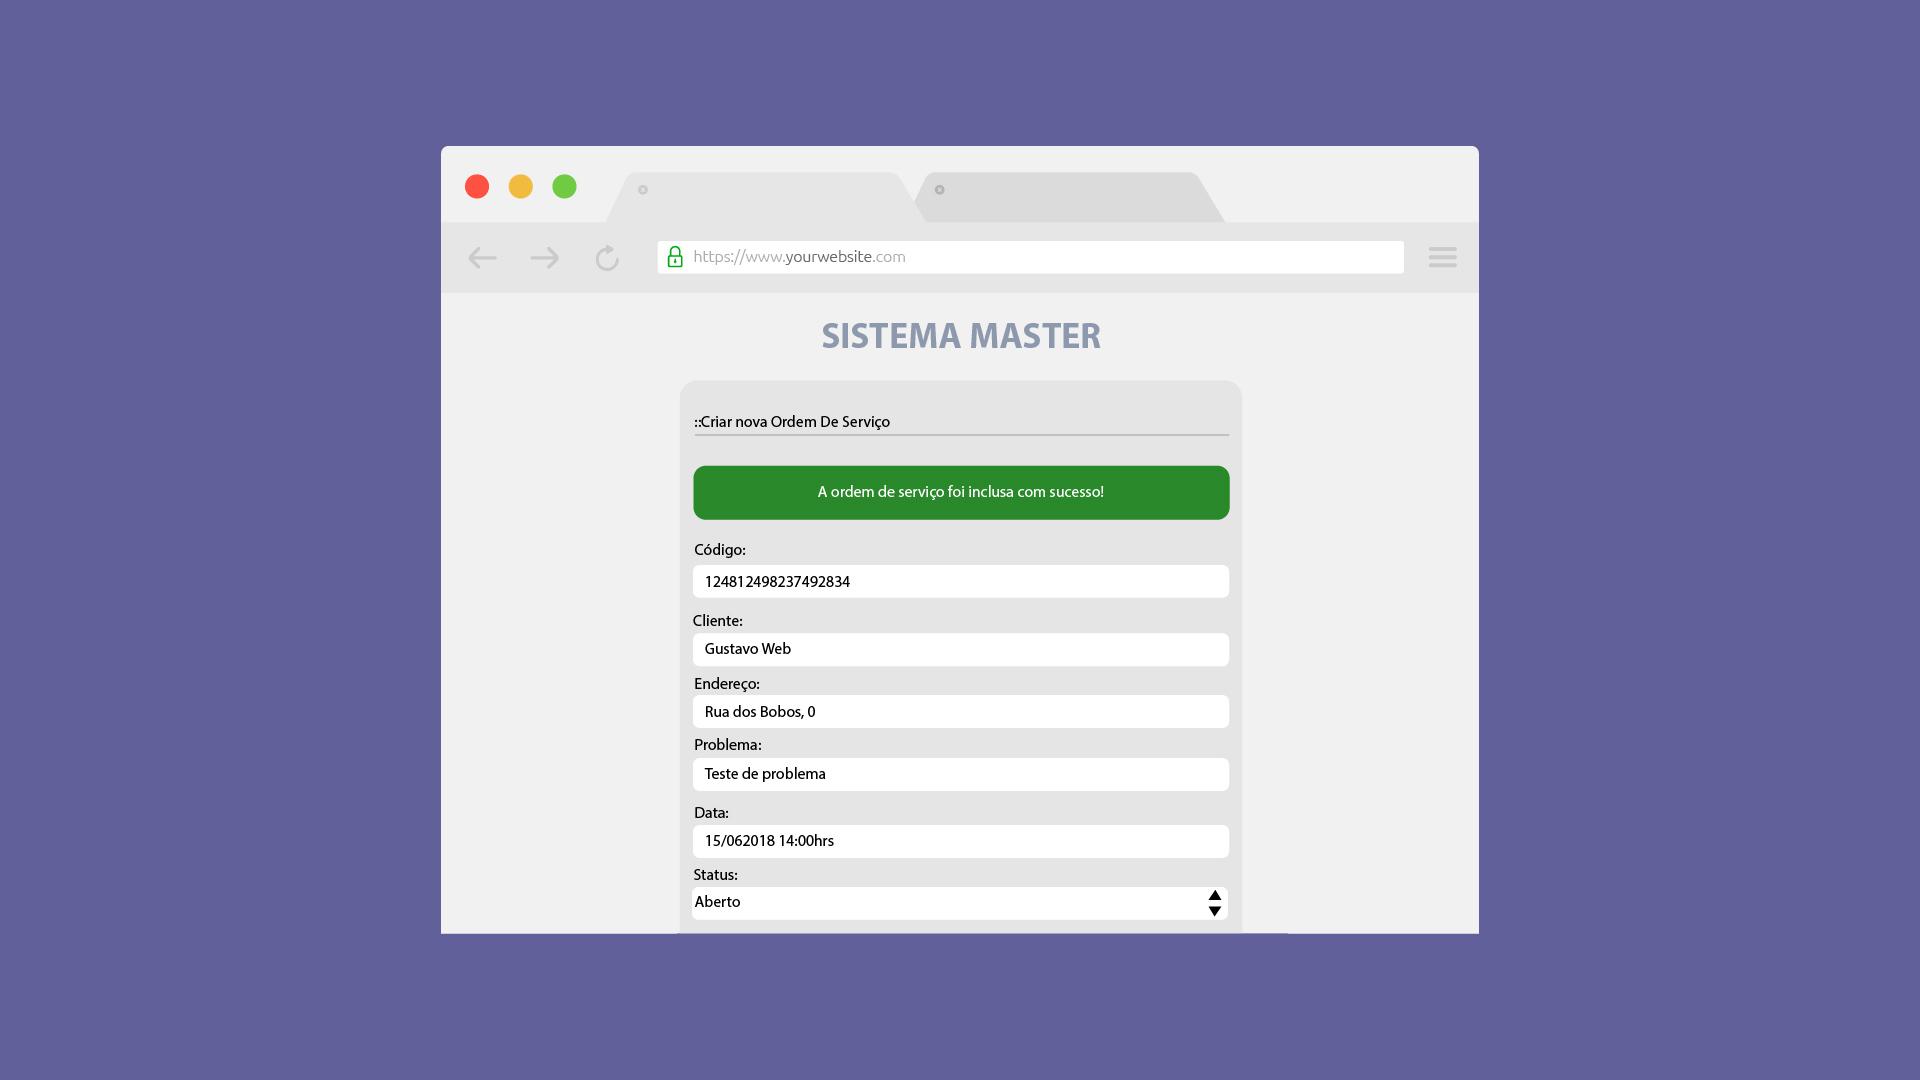 https://www.yourwebsite.com
SISTEMA MASTER
::Criar nova Ordem De Serviço
A ordem de serviço foi inclusa com sucesso!
Código:
124812498237492834
Cliente:
Gustavo Web
Endereço:
Rua dos Bobos, 0
Problema:
Teste de problema
Data:
15/062018 14:00hrs
Status:
Aberto